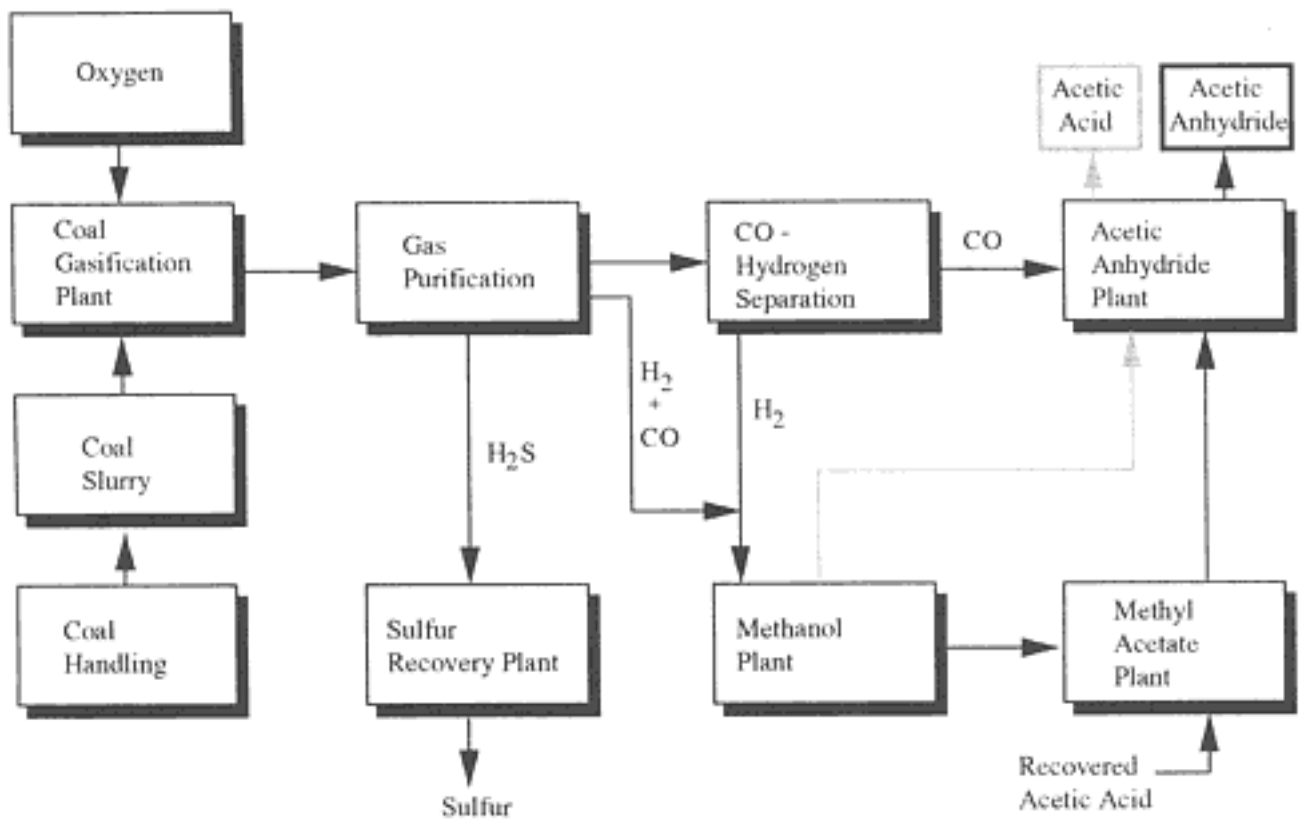 Oxygen
Acetic
Acid
Acetic
Anhydride
Coal
Gasification
Plant
Gas
Purification
CO -
Hydrogen
Separation
CO
Acetic
Anhydride
Plant
Coal
Slurry
H2S
H2
+
CO
H2
Coal
Handling
Sulfur
Recovery Plant
Methanol
Plant
Methyl
Acetate
Plant
Sulfur
Recovered
Acetic Acid